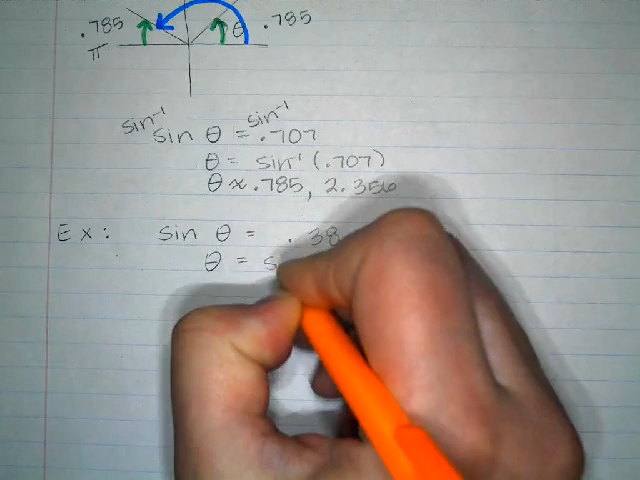 .785 θ .785
π
sin⁻¹ sin θ = sin⁻¹ .707
θ = sin⁻¹ (.707)
θ ≈ .785, 2.356
Ex: sin θ = .38
θ = s